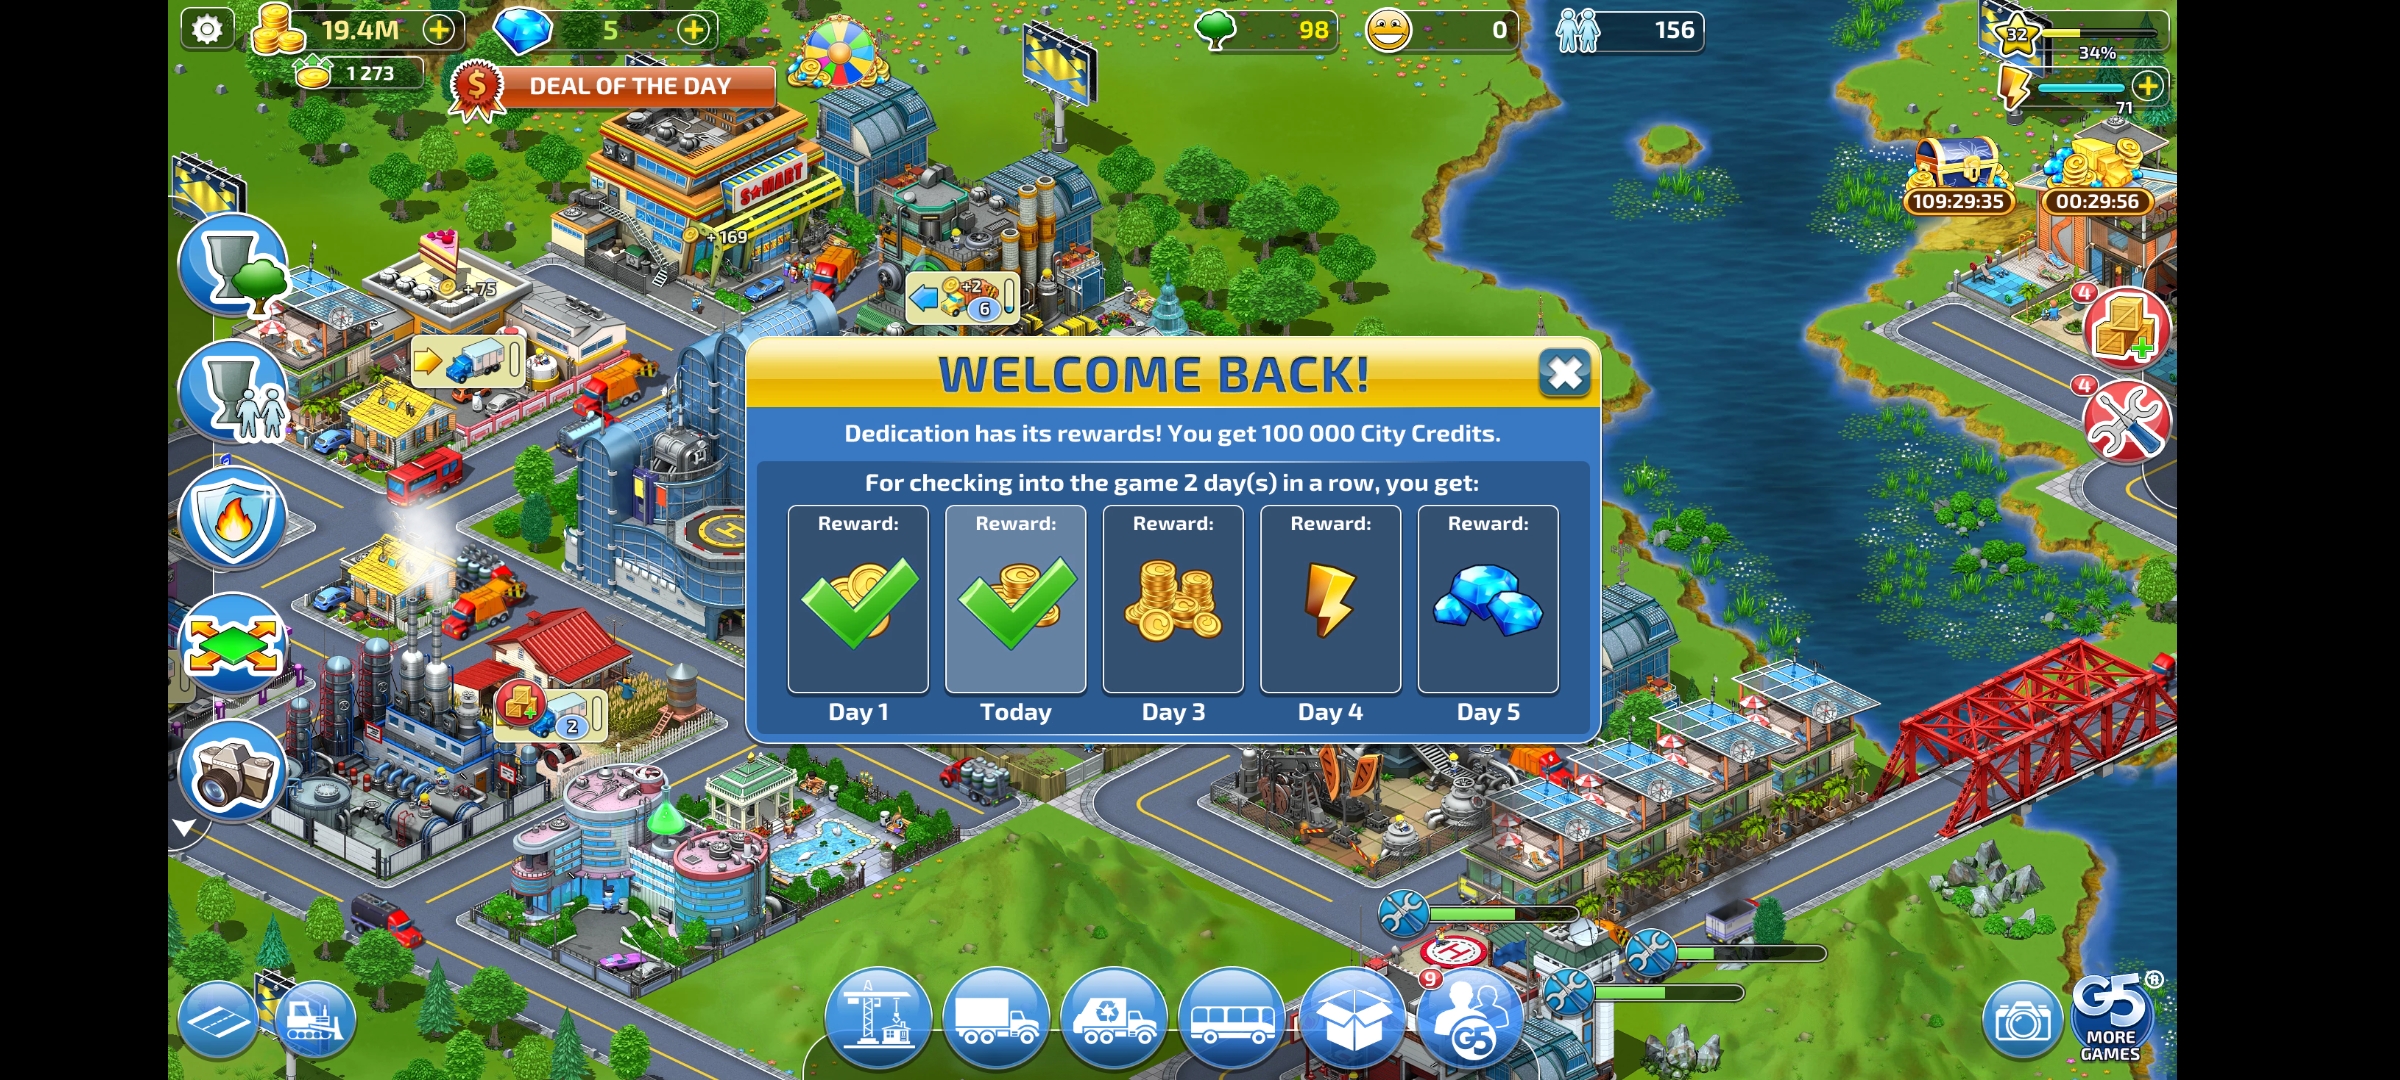 19.4M
5
98
0
156
32
34%
1 273
DEAL OF THE DAY
71
S★MART
109:29:35
00:29:56
+169
+75
+2
6
4
4
WELCOME BACK!
Dedication has its rewards! You get 100 000 City Credits.
For checking into the game 2 day(s) in a row, you get:
Reward:
Reward:
Reward:
Reward:
Reward:
Day 1
Today
Day 3
Day 4
Day 5
2
H
H
9
G5
G5®
MORE
GAMES